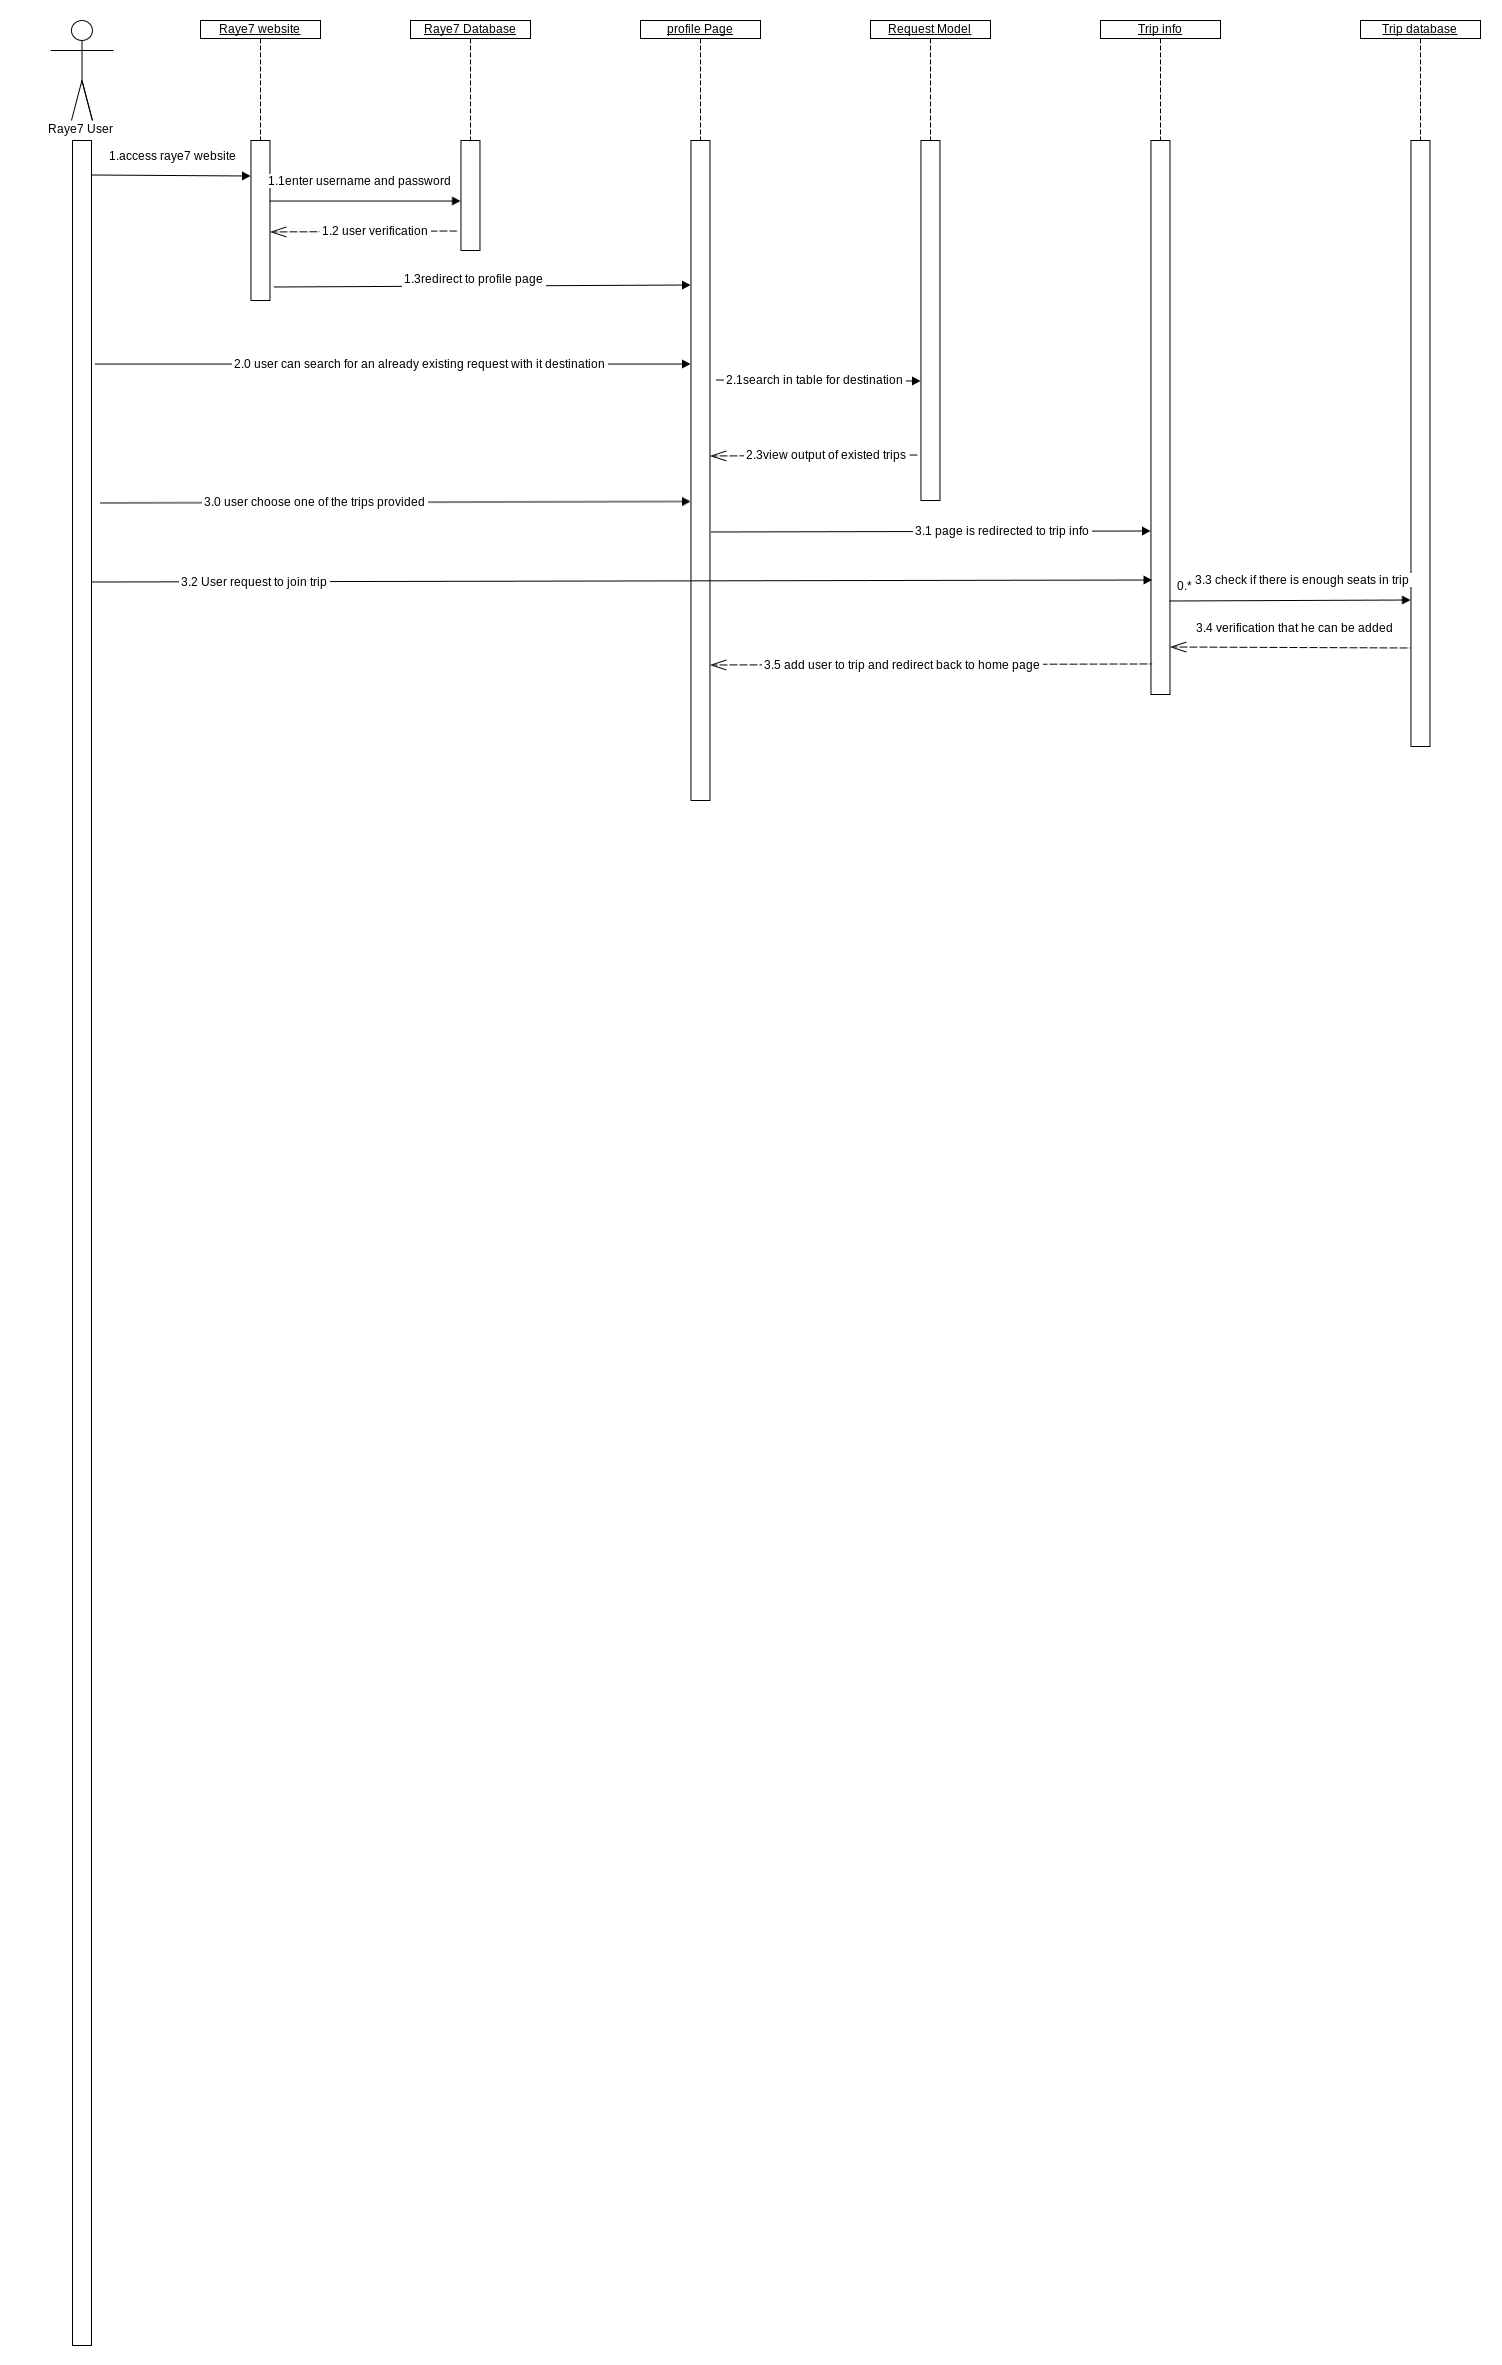 Raye7 website
Raye7 Database
profile Page
Request Model
Trip info
Trip database
Raye7 User
1.access raye7 website
1.1enter username and password
1.2 user verification
1.3redirect to profile page
2.0 user can search for an already existing request with it destination
2.1search in table for destination
2.3view output of existed trips
3.0 user choose one of the trips provided
3.1 page is redirected to trip info
3.2 User request to join trip
0.*
3.3 check if there is enough seats in trip
3.4 verification that he can be added
3.5 add user to trip and redirect back to home page